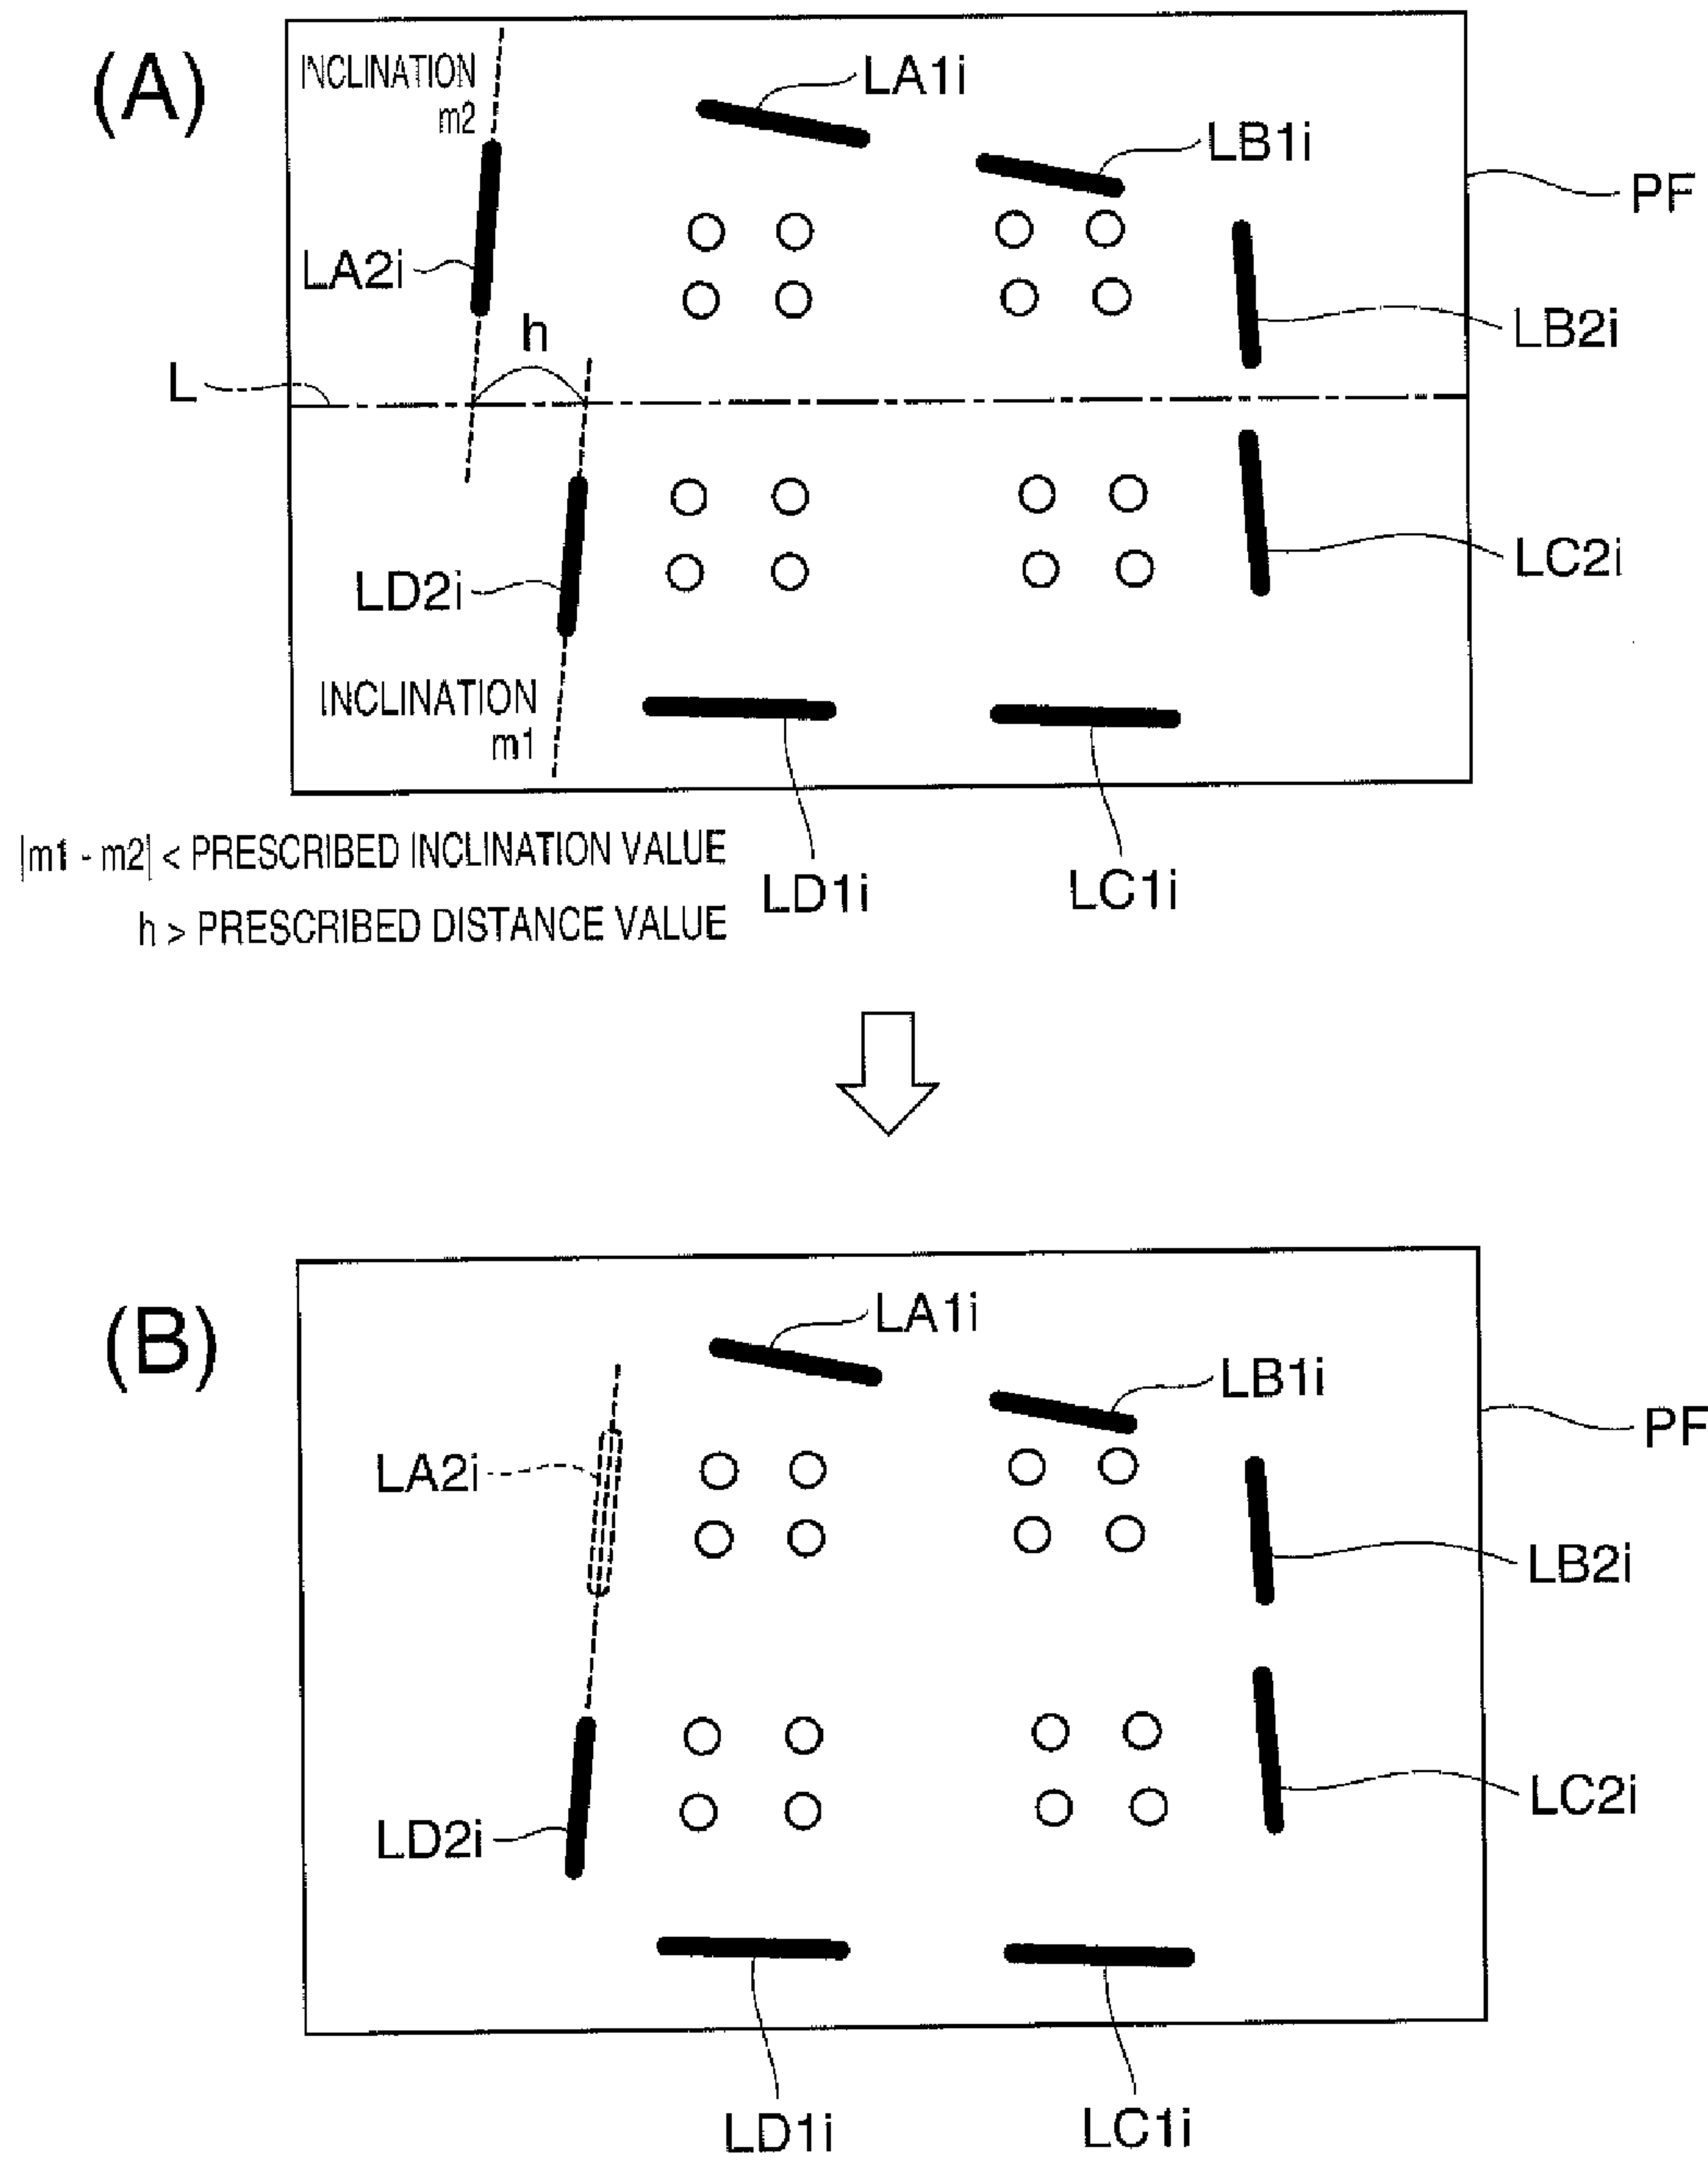 (A)
INCLINATION
m2
LA1i
LB1i
PF
LA2i
h
LB2i
L
LD2i
LC2i
INCLINATION
m1
|m1 - m2| < PRESCRIBED INCLINATION VALUE
LD1i
LC1i
h > PRESCRIBED DISTANCE VALUE
(B)
LA1i
LB1i
PF
LA2i
LB2i
LD2i
LC2i
LD1i
LC1i